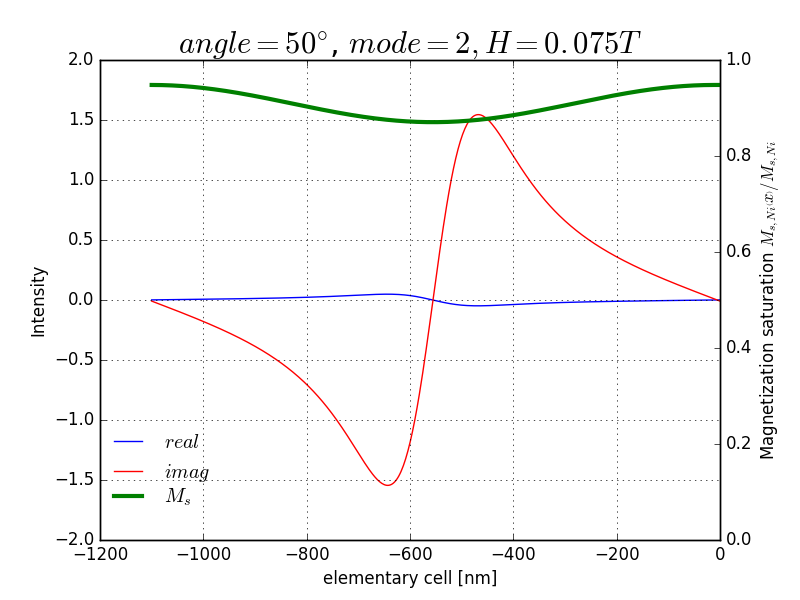 angle = 50°, mode = 2, H = 0.075T
2.0
1.5
1.0
0.5
0.0
−0.5
−1.0
−1.5
−2.0
Intensity
1.0
0.8
0.6
0.4
0.2
0.0
Magnetization saturation M_{s,Ni(x)}/M_{s,Ni}
real
imag
M_s
−1200 −1000 −800 −600 −400 −200 0
elementary cell [nm]